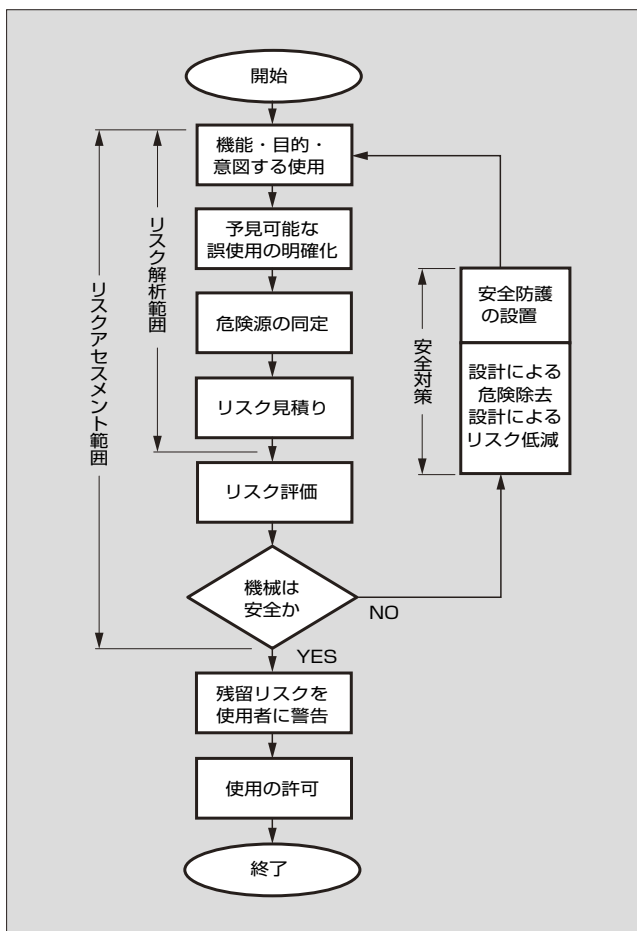 開始
機能・目的・
意図する使用
予見可能な
誤使用の明確化
危険源の同定
リスク見積り
リスク評価
機械は
安全か
NO
YES
残留リスクを
使用者に警告
使用の許可
終了
リスク解析範囲
リスクアセスメント範囲
安全対策
安全防護
の設置
設計による
危険除去
設計による
リスク低減